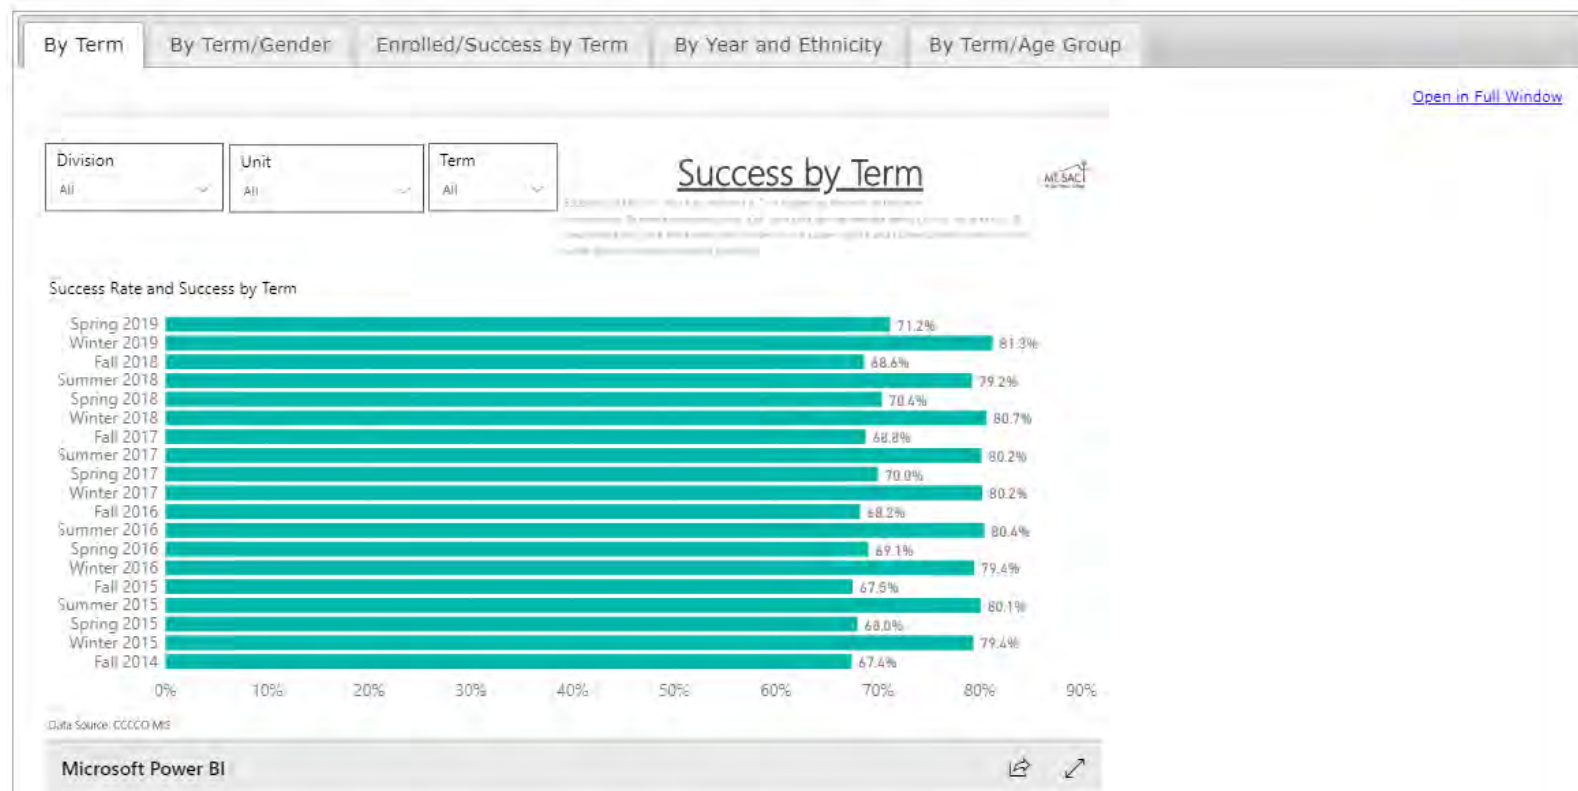 By Term By Term/Gender Enrolled/Success by Term By Year and Ethnicity By Term/Age Group
Open in Full Window
Division Unit Term
All All All
Success by Term
MT. SAC
Success Rate and Success by Term
Spring 2019 71.2%
Winter 2019 81.3%
Fall 2018 68.6%
Summer 2018 79.2%
Spring 2018 70.4%
Winter 2018 80.7%
Fall 2017 68.8%
Summer 2017 80.2%
Spring 2017 70.0%
Winter 2017 80.2%
Fall 2016 68.2%
Summer 2016 80.4%
Spring 2016 69.1%
Winter 2016 79.4%
Fall 2015 67.5%
Summer 2015 80.1%
Spring 2015 68.0%
Winter 2015 79.4%
Fall 2014 67.4%
0% 10% 20% 30% 40% 50% 60% 70% 80% 90%
Data Source: CCCCO MIS
Microsoft Power BI